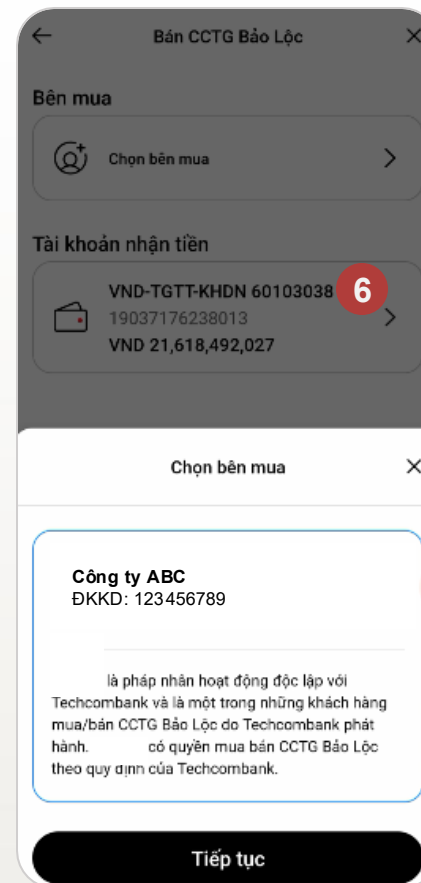 Bán CCTG Bảo Lộc
Bên mua
Chọn bên mua
Tài khoản nhận tiền
VND-TGTT-KHDN 60103038
6
19037176238013
VND 21,618,492,027
Chọn bên mua
Công ty ABC
ĐKKD: 123456789
là pháp nhân hoạt động độc lập với
Techcombank và là một trong những khách hàng
mua/bán CCTG Bảo Lộc do Techcombank phát
hành. có quyền mua bán CCTG Bảo Lộc
theo quy định của Techcombank.
Tiếp tục